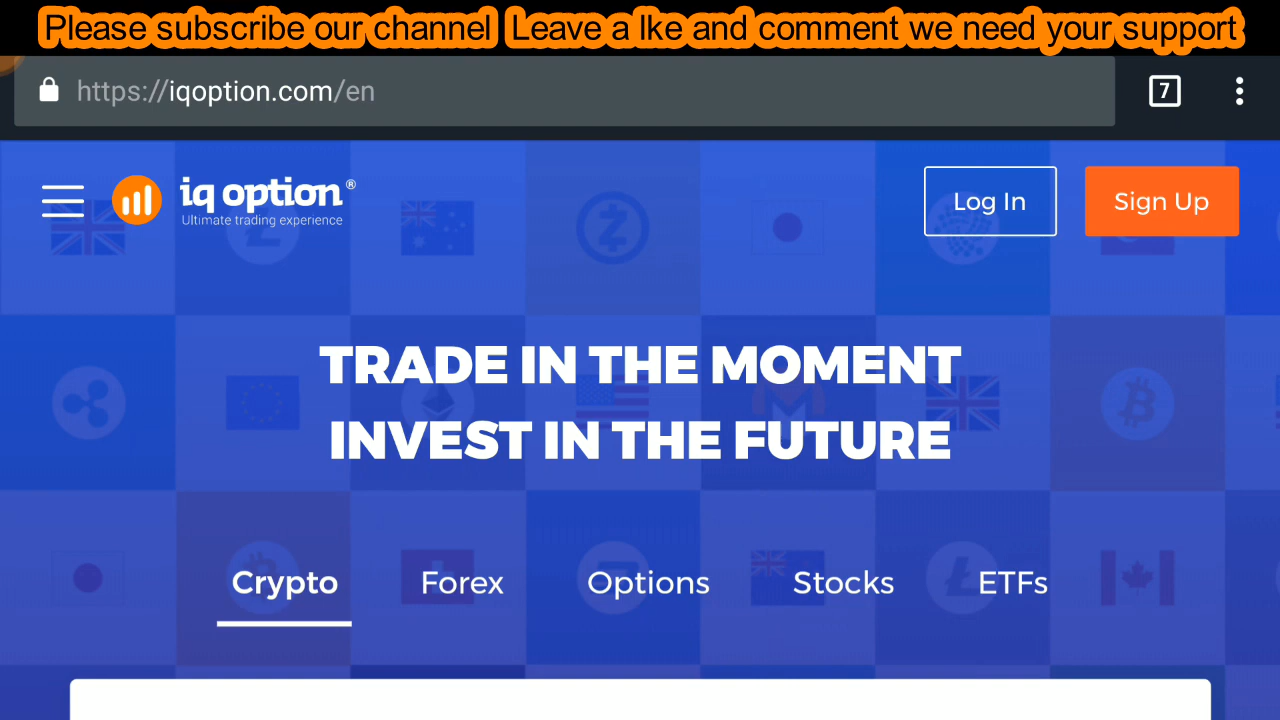 Please subscribe our channel Leave a lke and comment we need your support
https://iqoption.com/en
7
iq option®
Ultimate trading experience
Log In
Sign Up
TRADE IN THE MOMENT
INVEST IN THE FUTURE
Crypto Forex Options Stocks ETFs